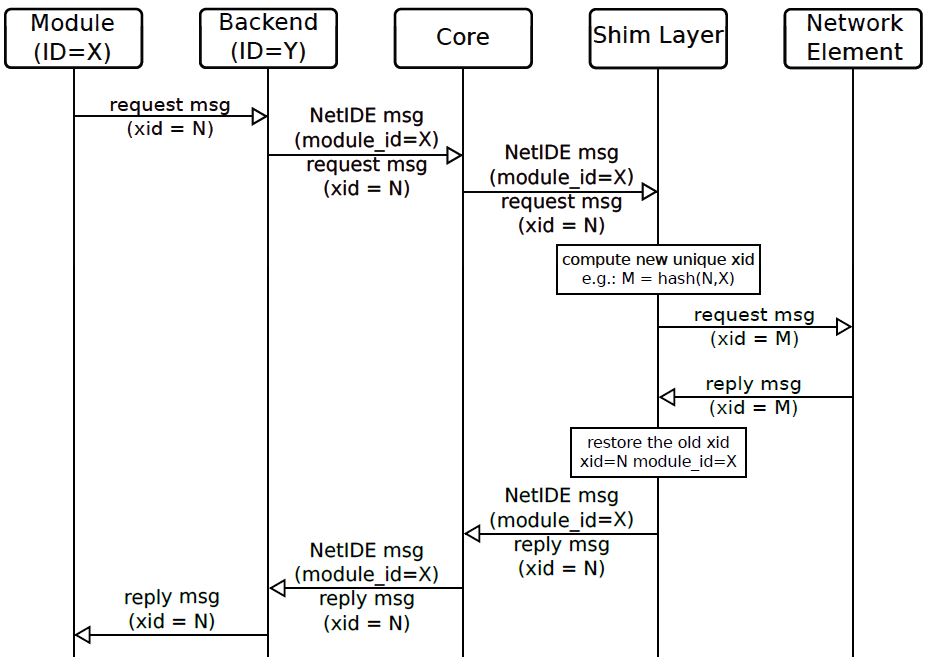 Module
(ID=X)
Backend
(ID=Y)
Core
Shim Layer
Network
Element
request msg
(xid = N)
NetIDE msg
(module_id=X)
request msg
(xid = N)
NetIDE msg
(module_id=X)
request msg
(xid = N)
compute new unique xid
e.g.: M = hash(N,X)
request msg
(xid = M)
reply msg
(xid = M)
restore the old xid
xid=N module_id=X
NetIDE msg
(module_id=X)
reply msg
(xid = N)
NetIDE msg
(module_id=X)
reply msg
(xid = N)
reply msg
(xid = N)